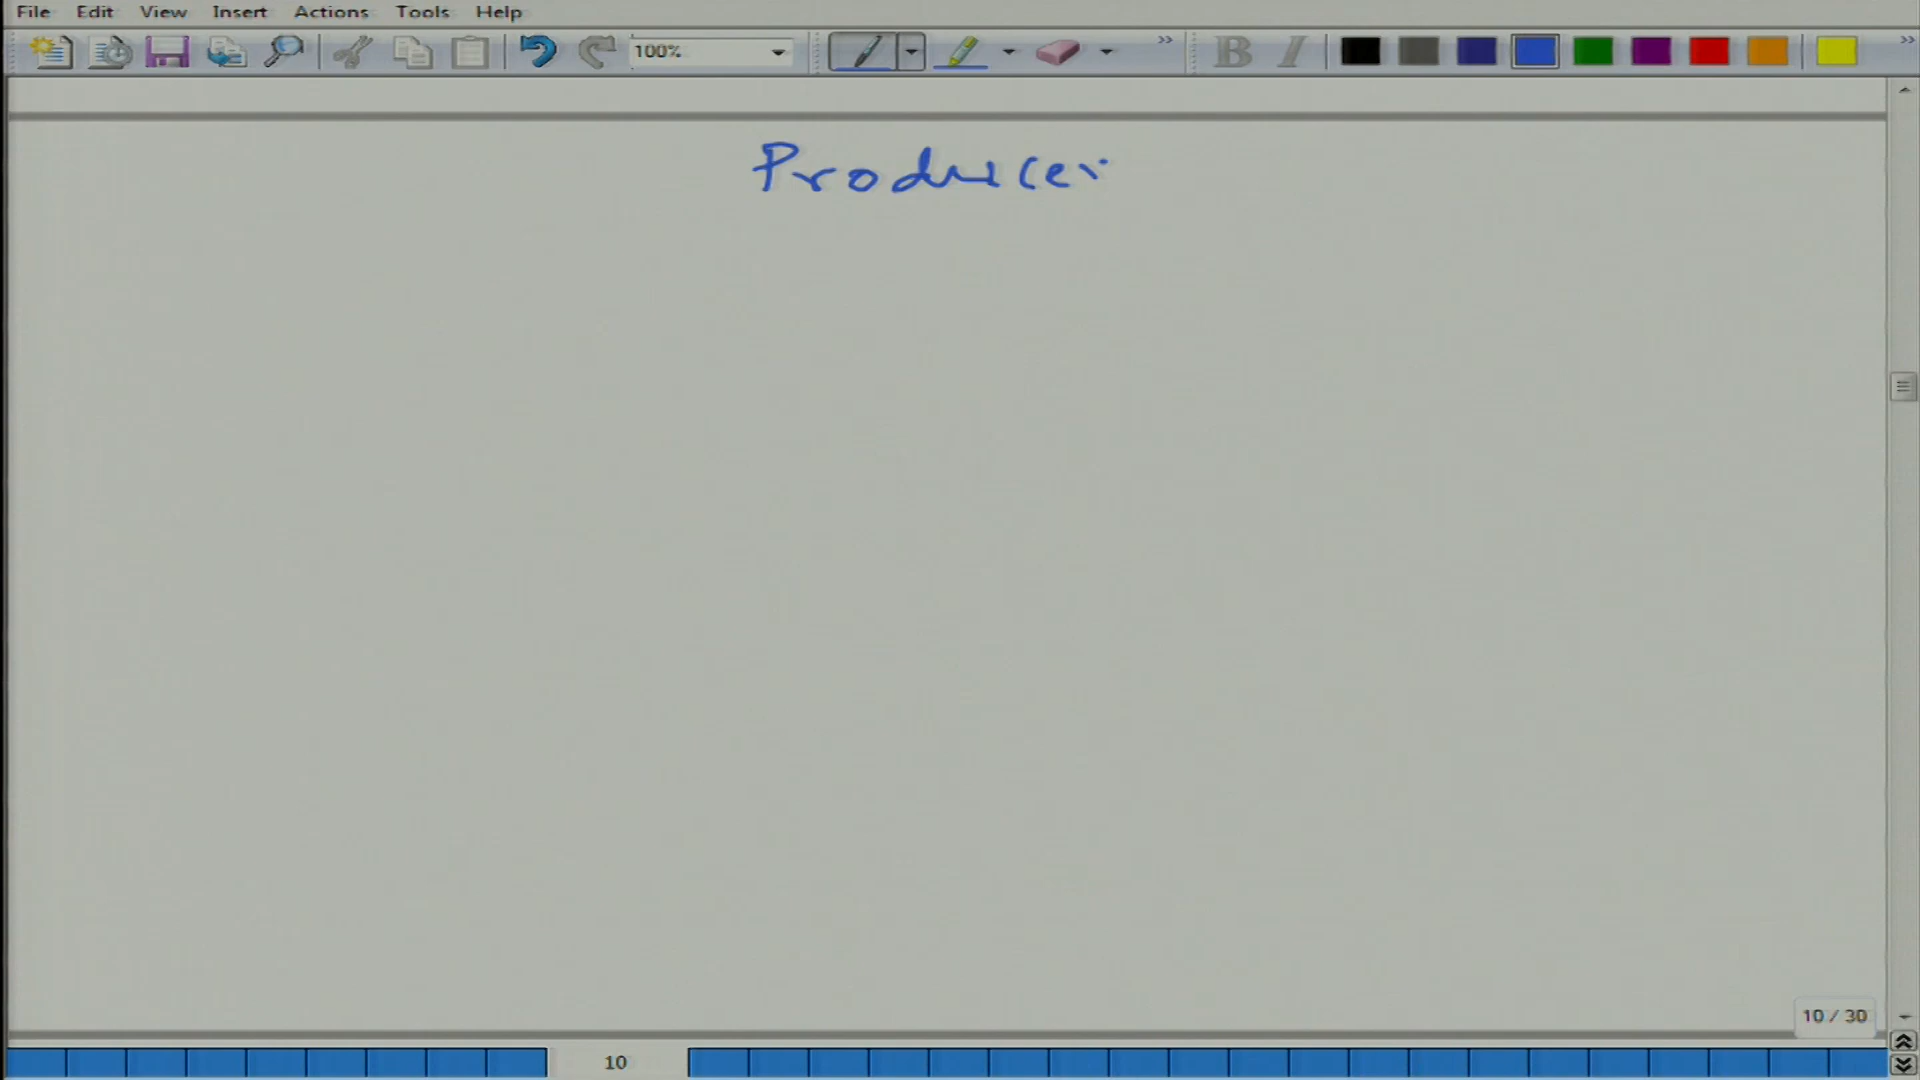 File Edit View Insert Actions Tools Help
100% B I
Producer
10 / 30
10